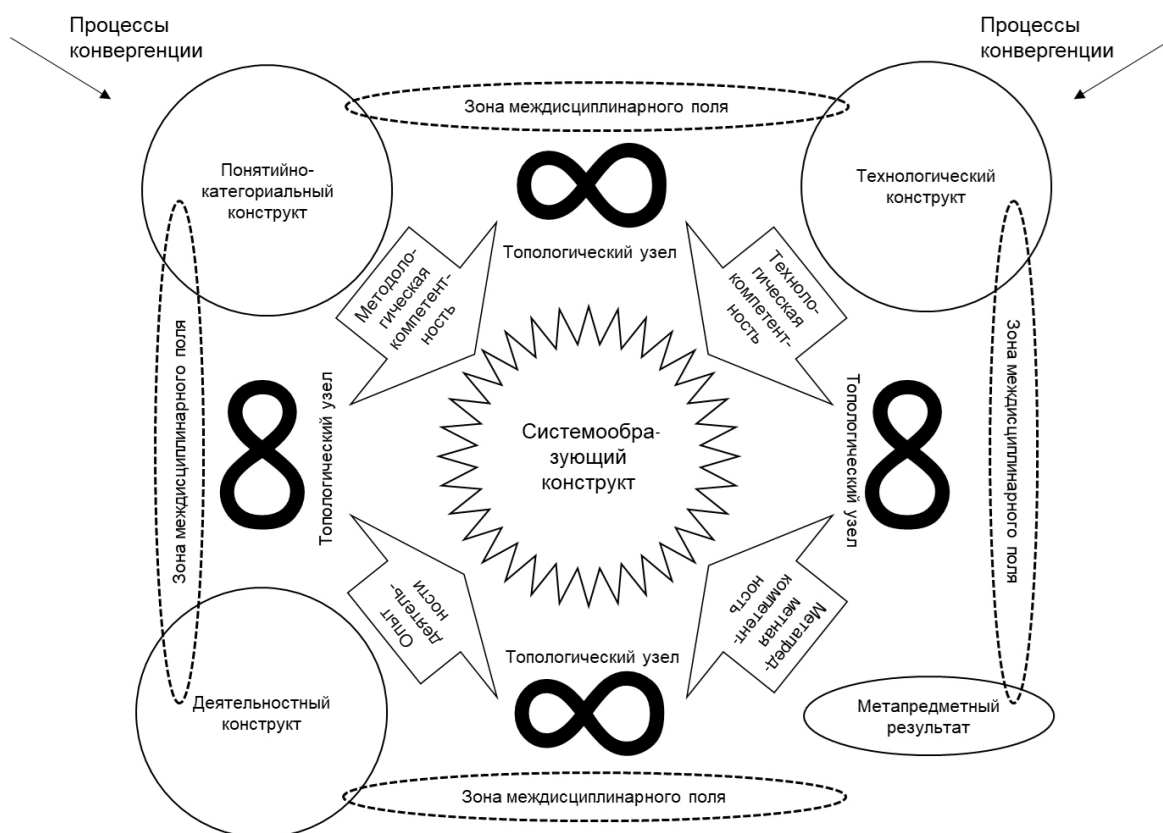 Процессы
конвергенции
Процессы
конвергенции
Зона междисциплинарного поля
Понятийно-
категориальный
конструкт
Технологический
конструкт
Топологический узел
Методоло-
гическая
компетент-
ность
Техноло-
гическая
компетент-
ность
Зона междисциплинарного поля
Топологический узел
Системообра-
зующий
конструкт
Топологический узел
Зона междисциплинарного поля
Опыт
деятель-
ности
Метапред-
метная
компетент-
ность
Топологический узел
Деятельностный
конструкт
Метапредметный
результат
Зона междисциплинарного поля